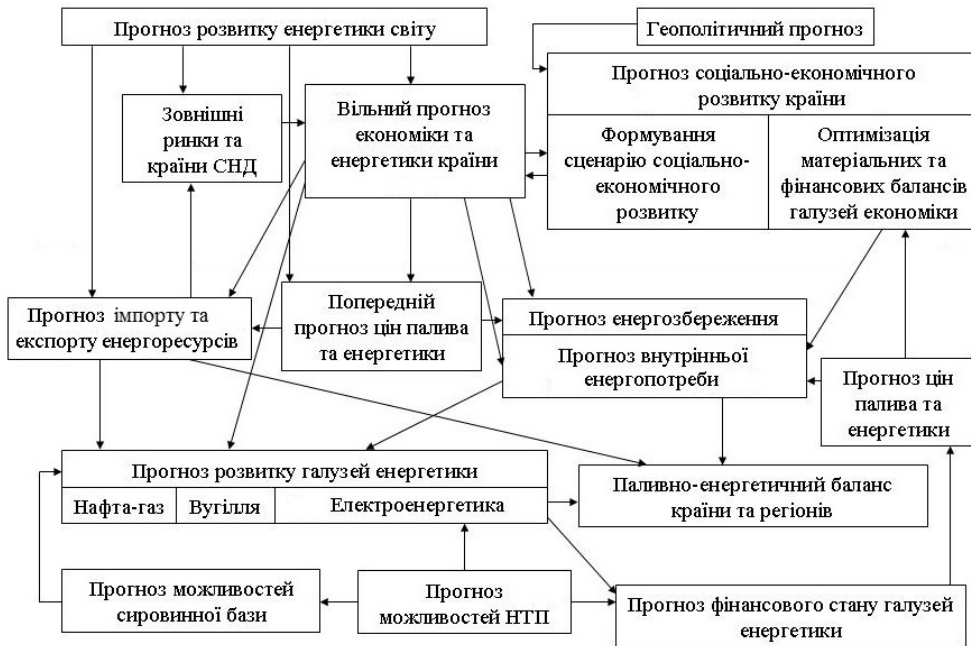 Прогноз розвитку енергетики світу
Геополітичний прогноз
Прогноз соціально-економічного
розвитку країни
Зовнішні
ринки та
країни СНД
Вільний прогноз
економіки та
енергетики країни
Формування
сценарію соціально-
економічного
розвитку
Оптимізація
матеріальних та
фінансових балансів
галузей економіки
Прогноз імпорту та
експорту енергоресурсів
Попередній
прогноз цін палива
та енергетики
Прогноз енергозбереження
Прогноз внутрінньої
енергопотреби
Прогноз цін
палива та
енергетики
Прогноз розвитку галузей енергетики
Нафта-газ
Вугілля
Електроенергетика
Паливно-енергетичний баланс
країни та регіонів
Прогноз можливостей
сировинної бази
Прогноз
можливостей НТП
Прогноз фінансового стану галузей
енергетики